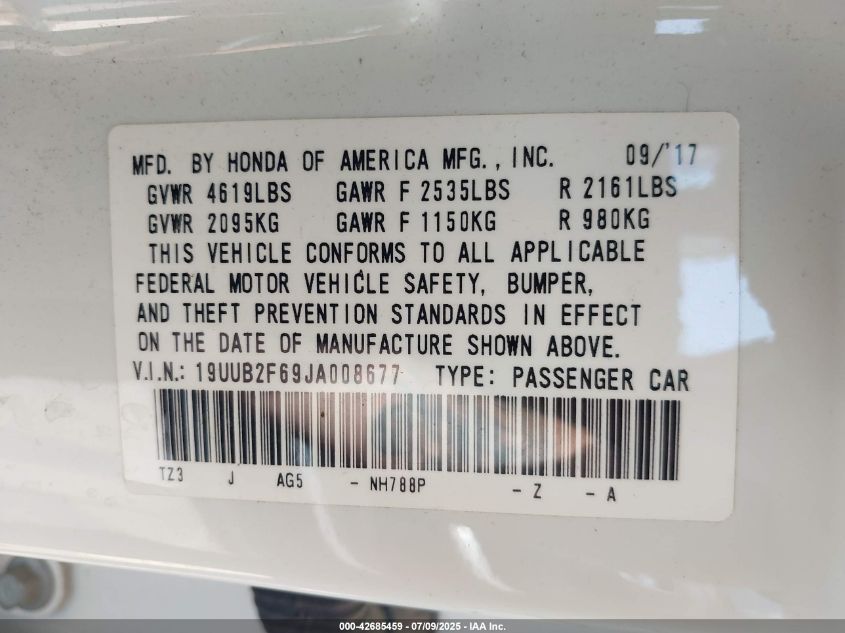 MFD. BY HONDA OF AMERICA MFG., INC. 09/'17
GVWR 4619LBS GAWR F 2535LBS R 2161LBS
GVWR 2095KG GAWR F 1150KG R 980KG
THIS VEHICLE CONFORMS TO ALL APPLICABLE
FEDERAL MOTOR VEHICLE SAFETY, BUMPER,
AND THEFT PREVENTION STANDARDS IN EFFECT
ON THE DATE OF MANUFACTURE SHOWN ABOVE.
V.I.N.: 19UUB2F69JA008677 TYPE: PASSENGER CAR
TZ3 J AG5 - NH788P - Z - A
000-42685459 - 07/09/2025 - IAA Inc.